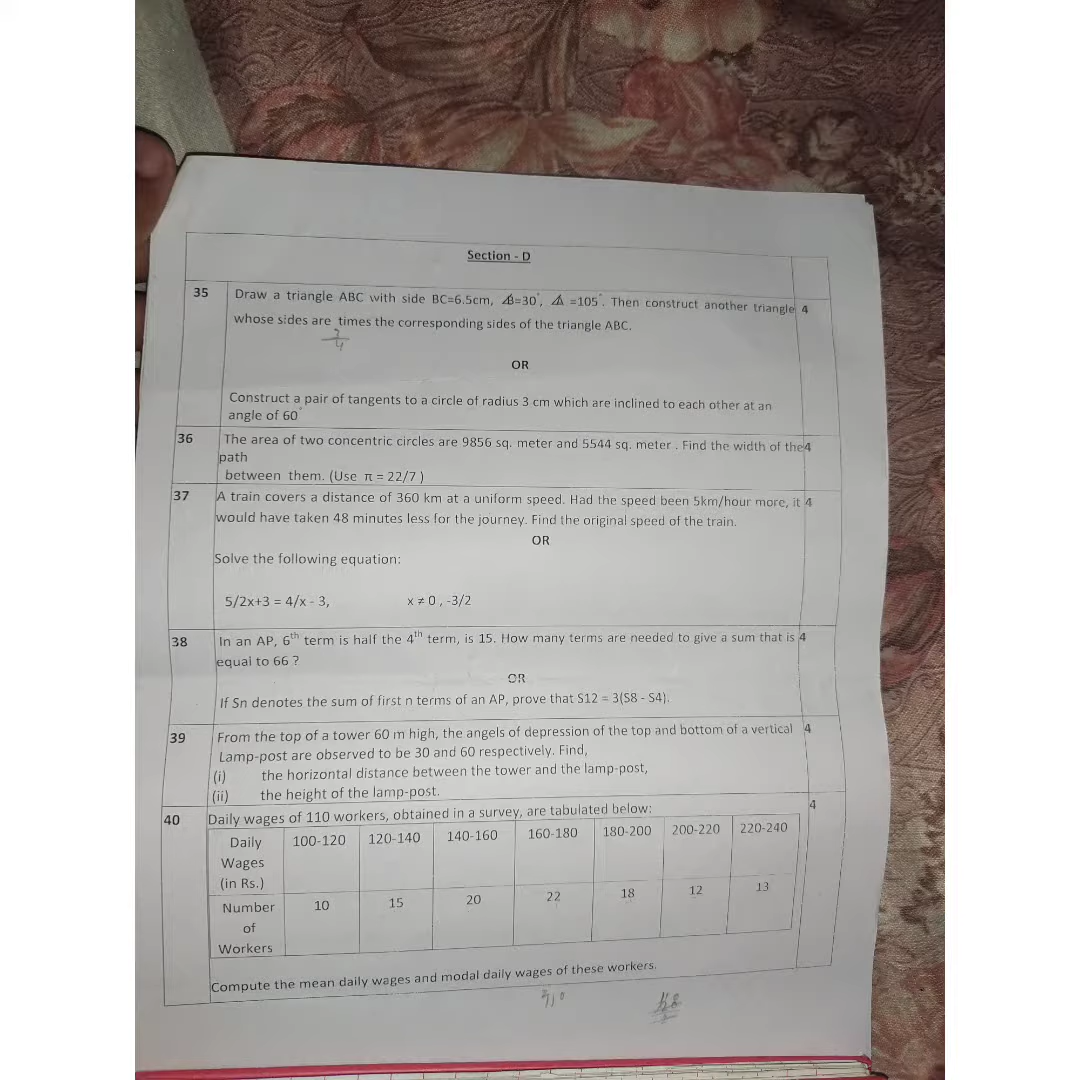 Section - D
35 Draw a triangle ABC with side BC=6.5cm, ∠B=30°, ∠A =105°. Then construct another triangle 4
whose sides are times the corresponding sides of the triangle ABC.
3/4
OR
Construct a pair of tangents to a circle of radius 3 cm which are inclined to each other at an
angle of 60°
36 The area of two concentric circles are 9856 sq. meter and 5544 sq. meter . Find the width of the 4
path
between them. (Use π = 22/7 )
37 A train covers a distance of 360 km at a uniform speed. Had the speed been 5km/hour more, it 4
would have taken 48 minutes less for the journey. Find the original speed of the train.
OR
Solve the following equation:
5/2x+3 = 4/x - 3, x ≠ 0 , -3/2
38 In an AP, 6th term is half the 4th term, is 15. How many terms are needed to give a sum that is 4
equal to 66 ?
OR
If Sn denotes the sum of first n terms of an AP, prove that S12 = 3(S8 - S4).
39 From the top of a tower 60 m high, the angels of depression of the top and bottom of a vertical 4
Lamp-post are observed to be 30 and 60 respectively. Find,
(i) the horizontal distance between the tower and the lamp-post,
(ii) the height of the lamp-post.
40 Daily wages of 110 workers, obtained in a survey, are tabulated below: 4
Daily 100-120 120-140 140-160 160-180 180-200 200-220 220-240
Wages
(in Rs.)
Number 10 15 20 22 18 12 13
of
Workers
Compute the mean daily wages and modal daily wages of these workers.